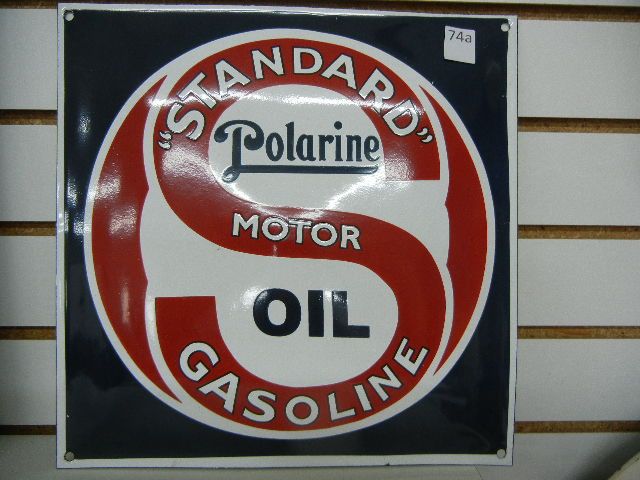 74a
"STANDARD"
Polarine
MOTOR
OIL
GASOLINE